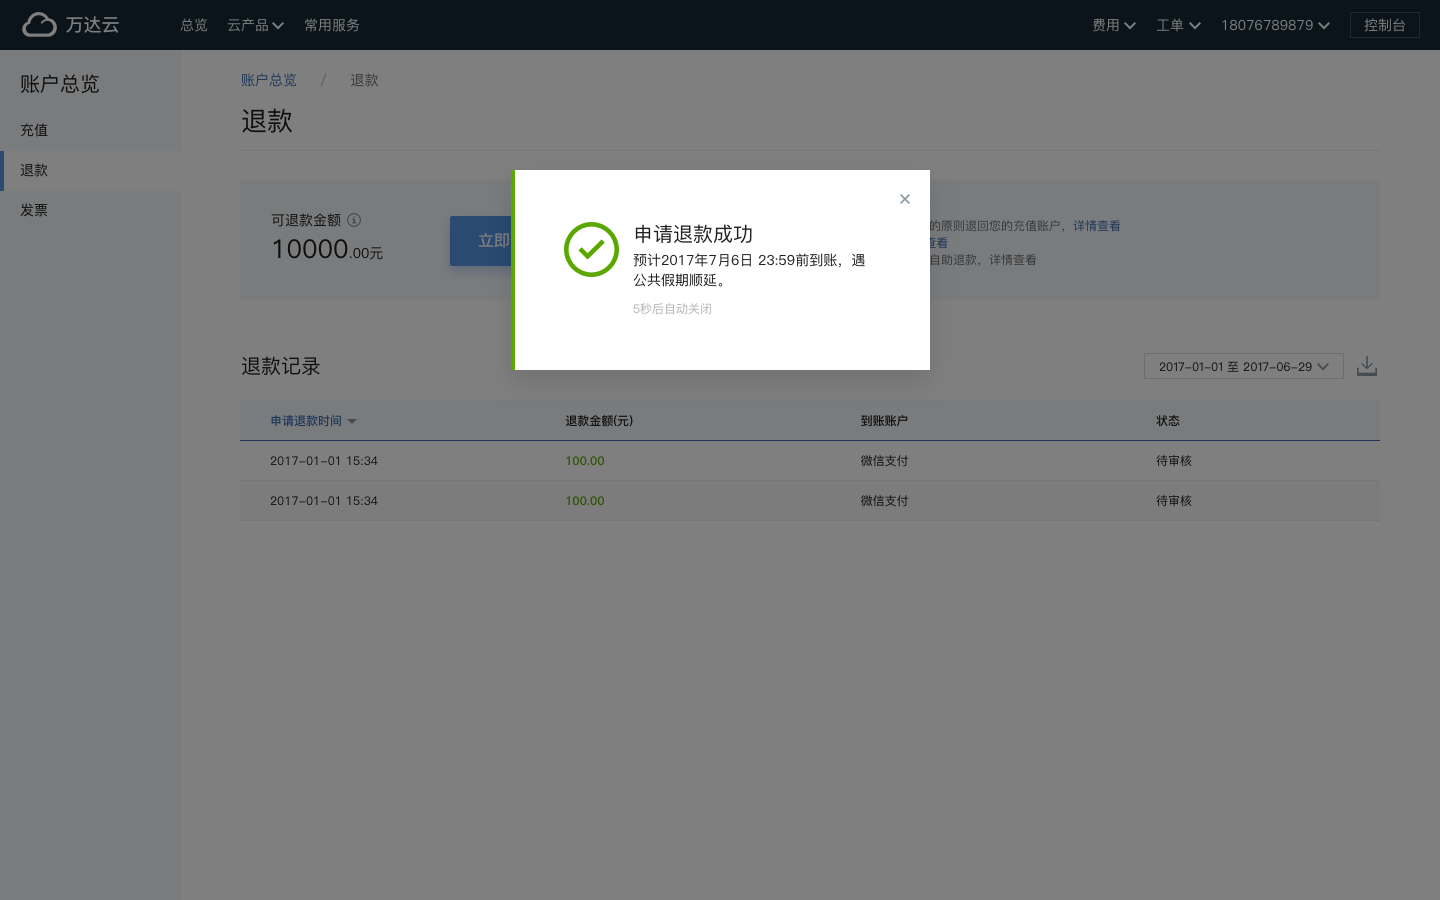 万达云 总览 云产品 常用服务 费用 工单 18076789879 控制台
账户总览
充值
退款
发票
账户总览 / 退款
退款
可退款金额
10000.00元
立即
的原则退回您的充值账户，详情查看
查看
自助退款，详情查看
申请退款成功
预计2017年7月6日 23:59前到账，遇
公共假期顺延。
5秒后自动关闭
退款记录 2017-01-01 至 2017-06-29
申请退款时间 退款金额(元) 到账账户 状态
2017-01-01 15:34 100.00 微信支付 待审核
2017-01-01 15:34 100.00 微信支付 待审核